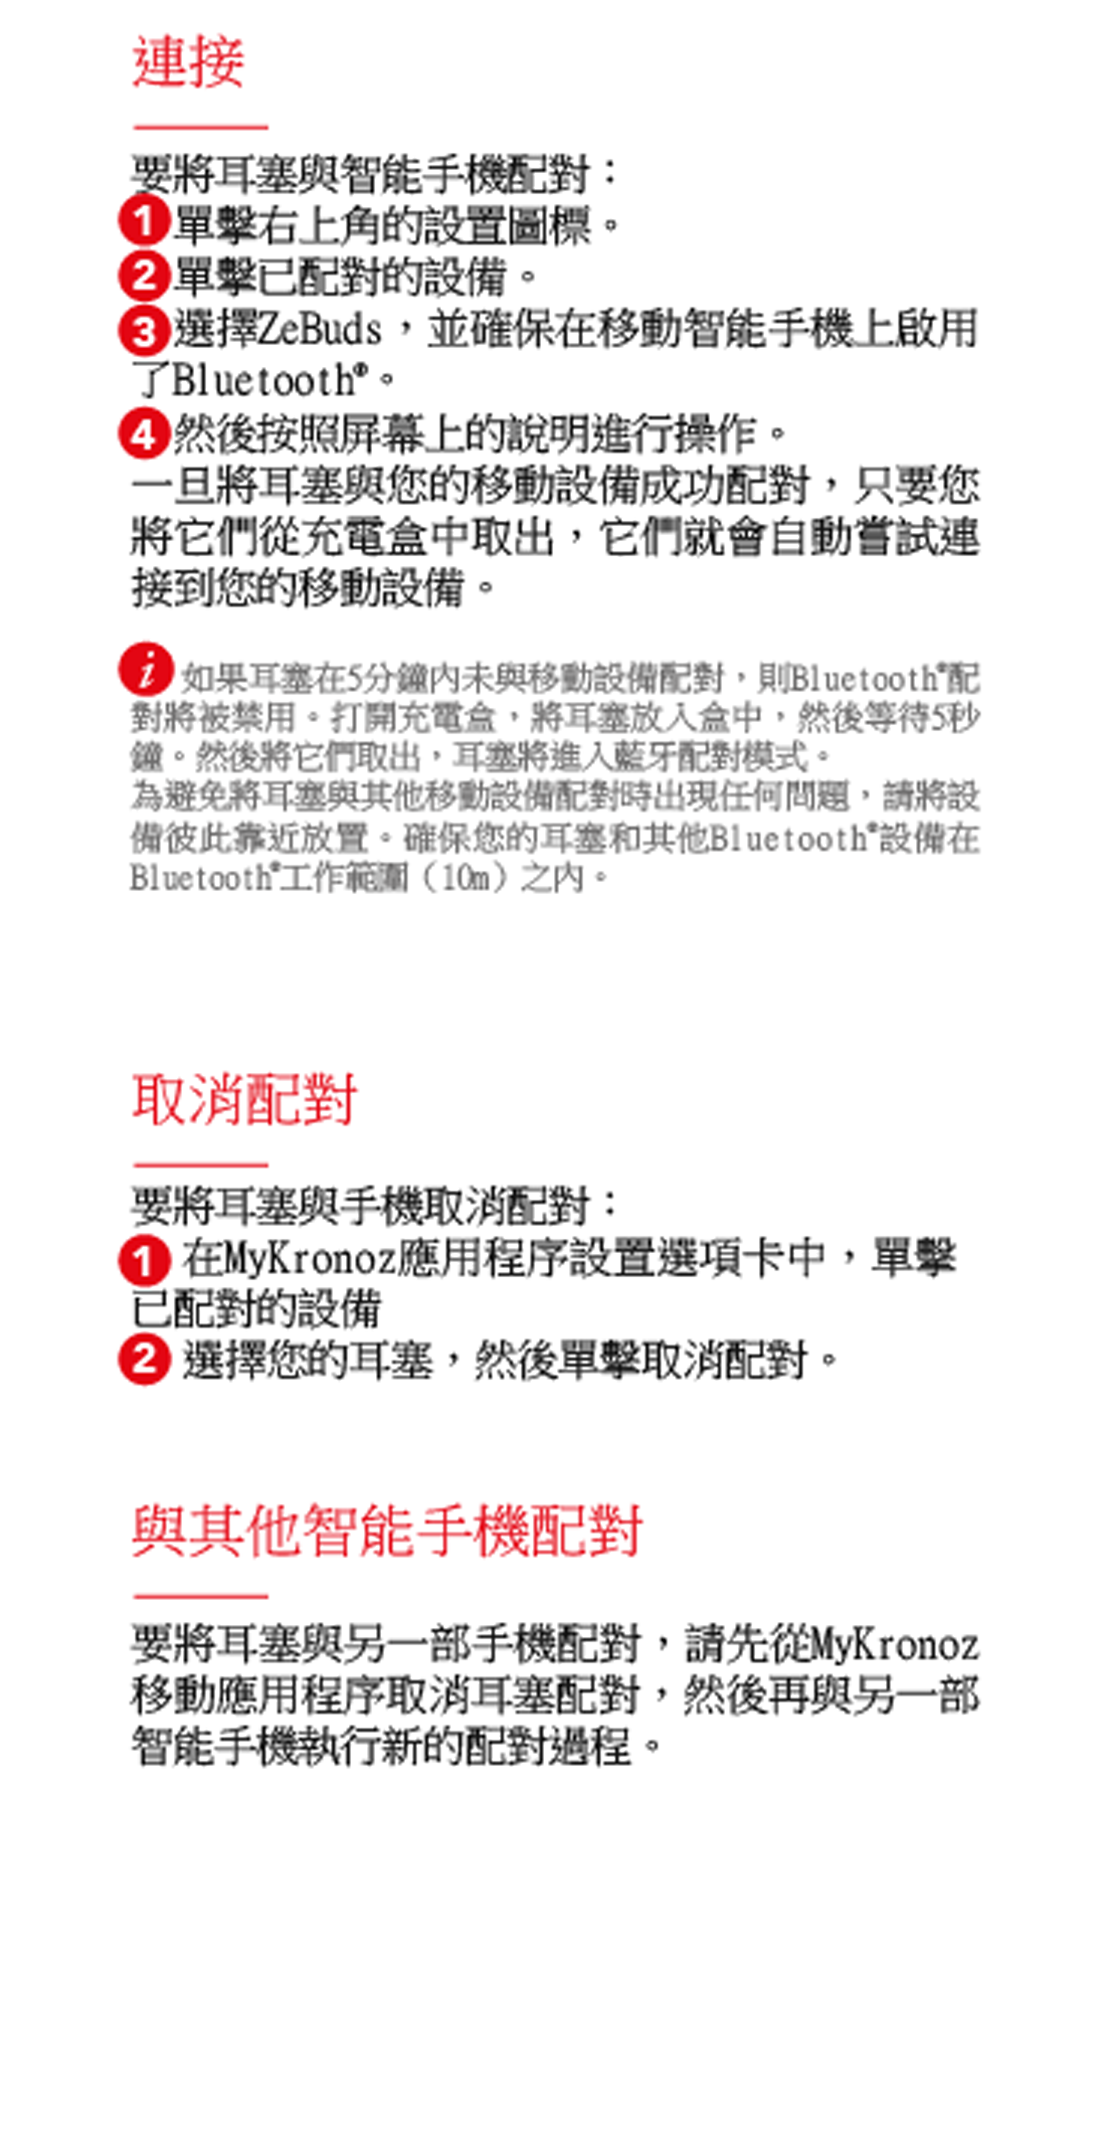 連接
要將耳塞與智能手機配對：
1單擊右上角的設置圖標。
2單擊已配對的設備。
3選擇ZeBuds，並確保在移動智能手機上啟用
了Bluetooth®。
4然後按照屏幕上的說明進行操作。
一旦將耳塞與您的移動設備成功配對，只要您
將它們從充電盒中取出，它們就會自動嘗試連
接到您的移動設備。
i 如果耳塞在5分鐘內未與移動設備配對，則Bluetooth®配
對將被禁用。打開充電盒，將耳塞放入盒中，然後等待5秒
鐘。然後將它們取出，耳塞將進入藍牙配對模式。
為避免將耳塞與其他移動設備配對時出現任何問題，請將設
備彼此靠近放置。確保您的耳塞和其他Bluetooth®設備在
Bluetooth®工作範圍（10m）之內。
取消配對
要將耳塞與手機取消配對：
1 在MyKronoz應用程序設置選項卡中，單擊
已配對的設備
2 選擇您的耳塞，然後單擊取消配對。
與其他智能手機配對
要將耳塞與另一部手機配對，請先從MyKronoz
移動應用程序取消耳塞配對，然後再與另一部
智能手機執行新的配對過程。